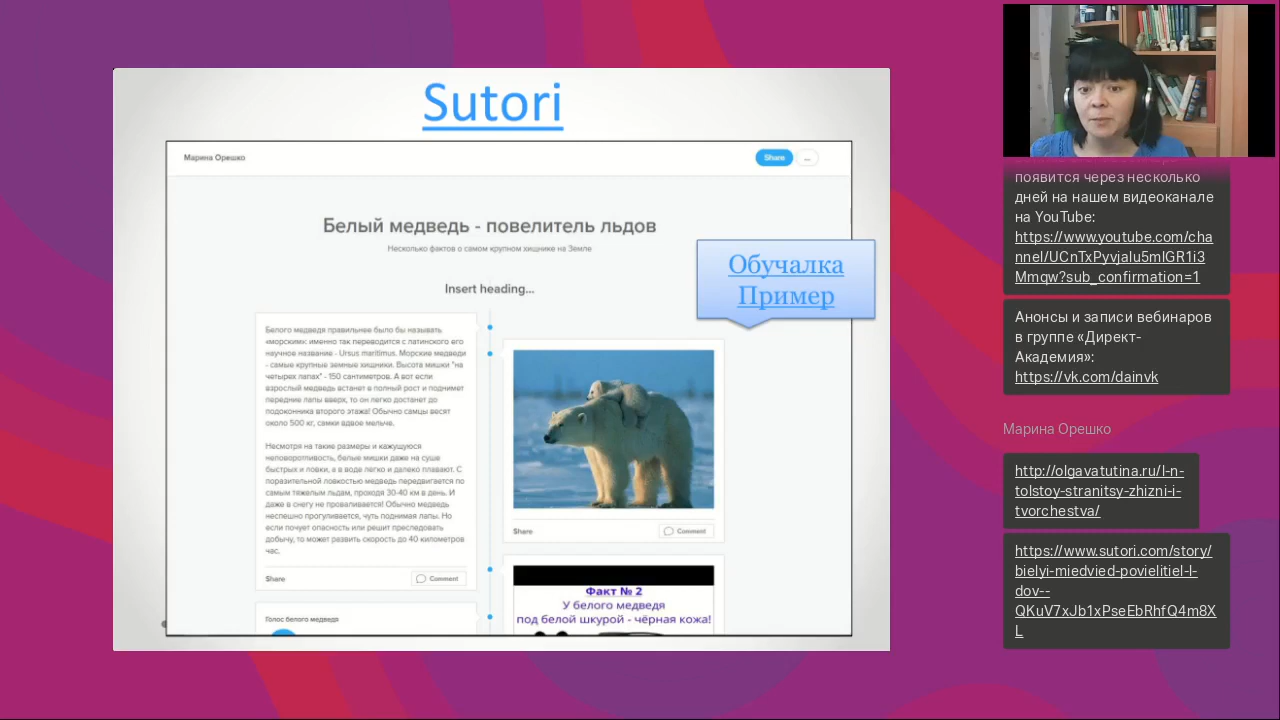 Sutori
Марина Орешко
Share
...
Белый медведь - повелитель льдов
Несколько фактов о самом крупном хищнике на Земле
Обучалка
Пример
Insert heading...
Белого медведя правильнее было бы называть
«морским»: именно так переводится с латинского его
научное название - Ursus maritimus. Морские медведи
- самые крупные земные хищники. Высота мишки "на
четырех лапах" - 150 сантиметров. А вот если
взрослый медведь встанет в полный рост и поднимет
передние лапы вверх, то он легко достанет до
подоконника второго этажа! Обычно самцы весят
около 500 кг, самки вдвое меньше.
Несмотря на такие размеры и кажущуюся
неповоротливость, белые мишки даже на суше
быстрых и ловки, а в воде легко и далеко плавают. С
поразительной ловкостью медведь передвигается по
самым тяжелым льдам, проходя 30-40 км в день. И
даже в снегу не проваливается! Обычно медведь
неспешно прогуливается, чуть поднимая лапы. Но
если почует опасность или решит преследовать
добычу, то может развить скорость до 40 километров
час.
Share
Comment
Голос белого медведя
Share
Comment
Факт № 2
У белого медведя
под белой шкурой - чёрная кожа!
появится через несколько
дней на нашем видеоканале
на YouTube:
https://www.youtube.com/cha
nnel/UCnTxPyvjaIu5mIGR1i3
Mmqw?sub_confirmation=1
Анонсы и записи вебинаров
в группе «Директ-
Академия»:
https://vk.com/dainvk
Марина Орешко
http://olgavatutina.ru/l-n-
tolstoy-stranitsy-zhizni-i-
tvorchestva/
https://www.sutori.com/story/
bielyi-miedvied-povielitiel-l-
dov--
QKuV7xJb1xPseEbRhfQ4m8X
L